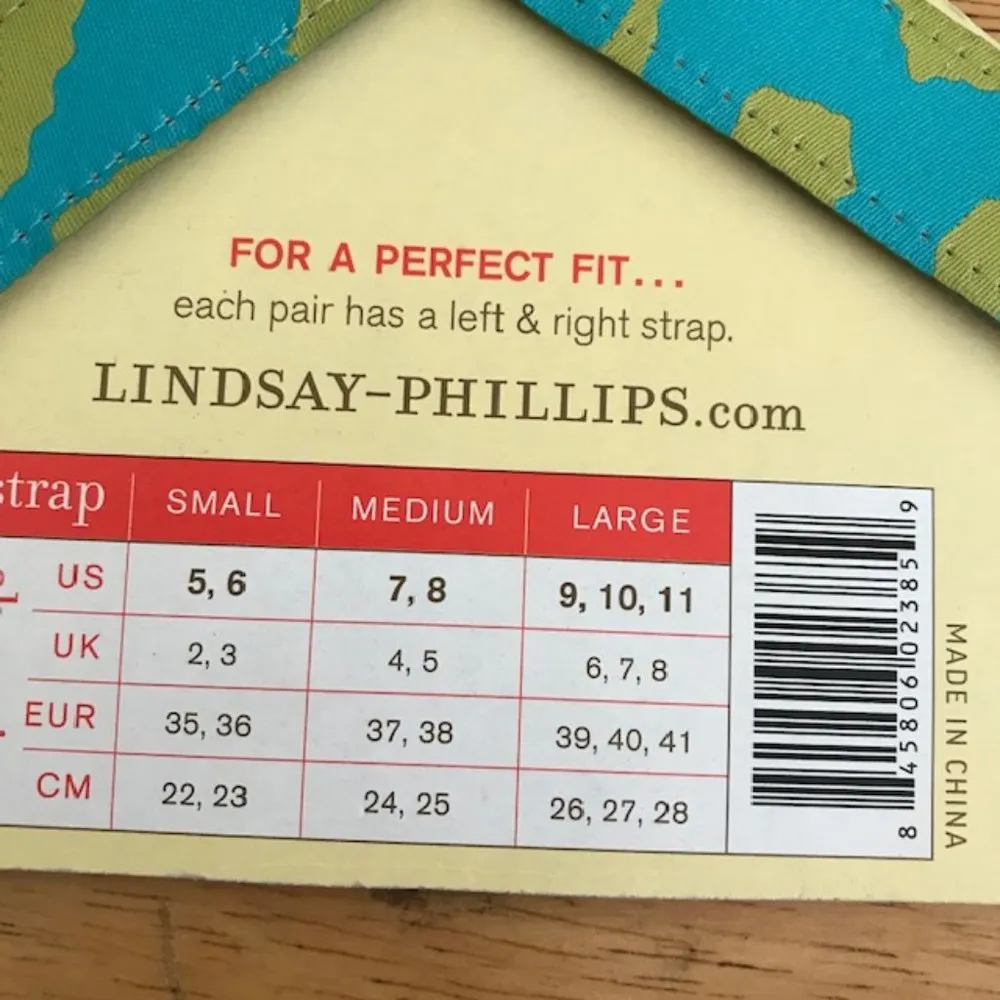 FOR A PERFECT FIT...
each pair has a left & right strap.
LINDSAY-PHILLIPS.com
strap SMALL MEDIUM LARGE
US 5, 6 7, 8 9, 10, 11
UK 2, 3 4, 5 6, 7, 8
EUR 35, 36 37, 38 39, 40, 41
CM 22, 23 24, 25 26, 27, 28
8 45806 02385 9
MADE IN CHINA